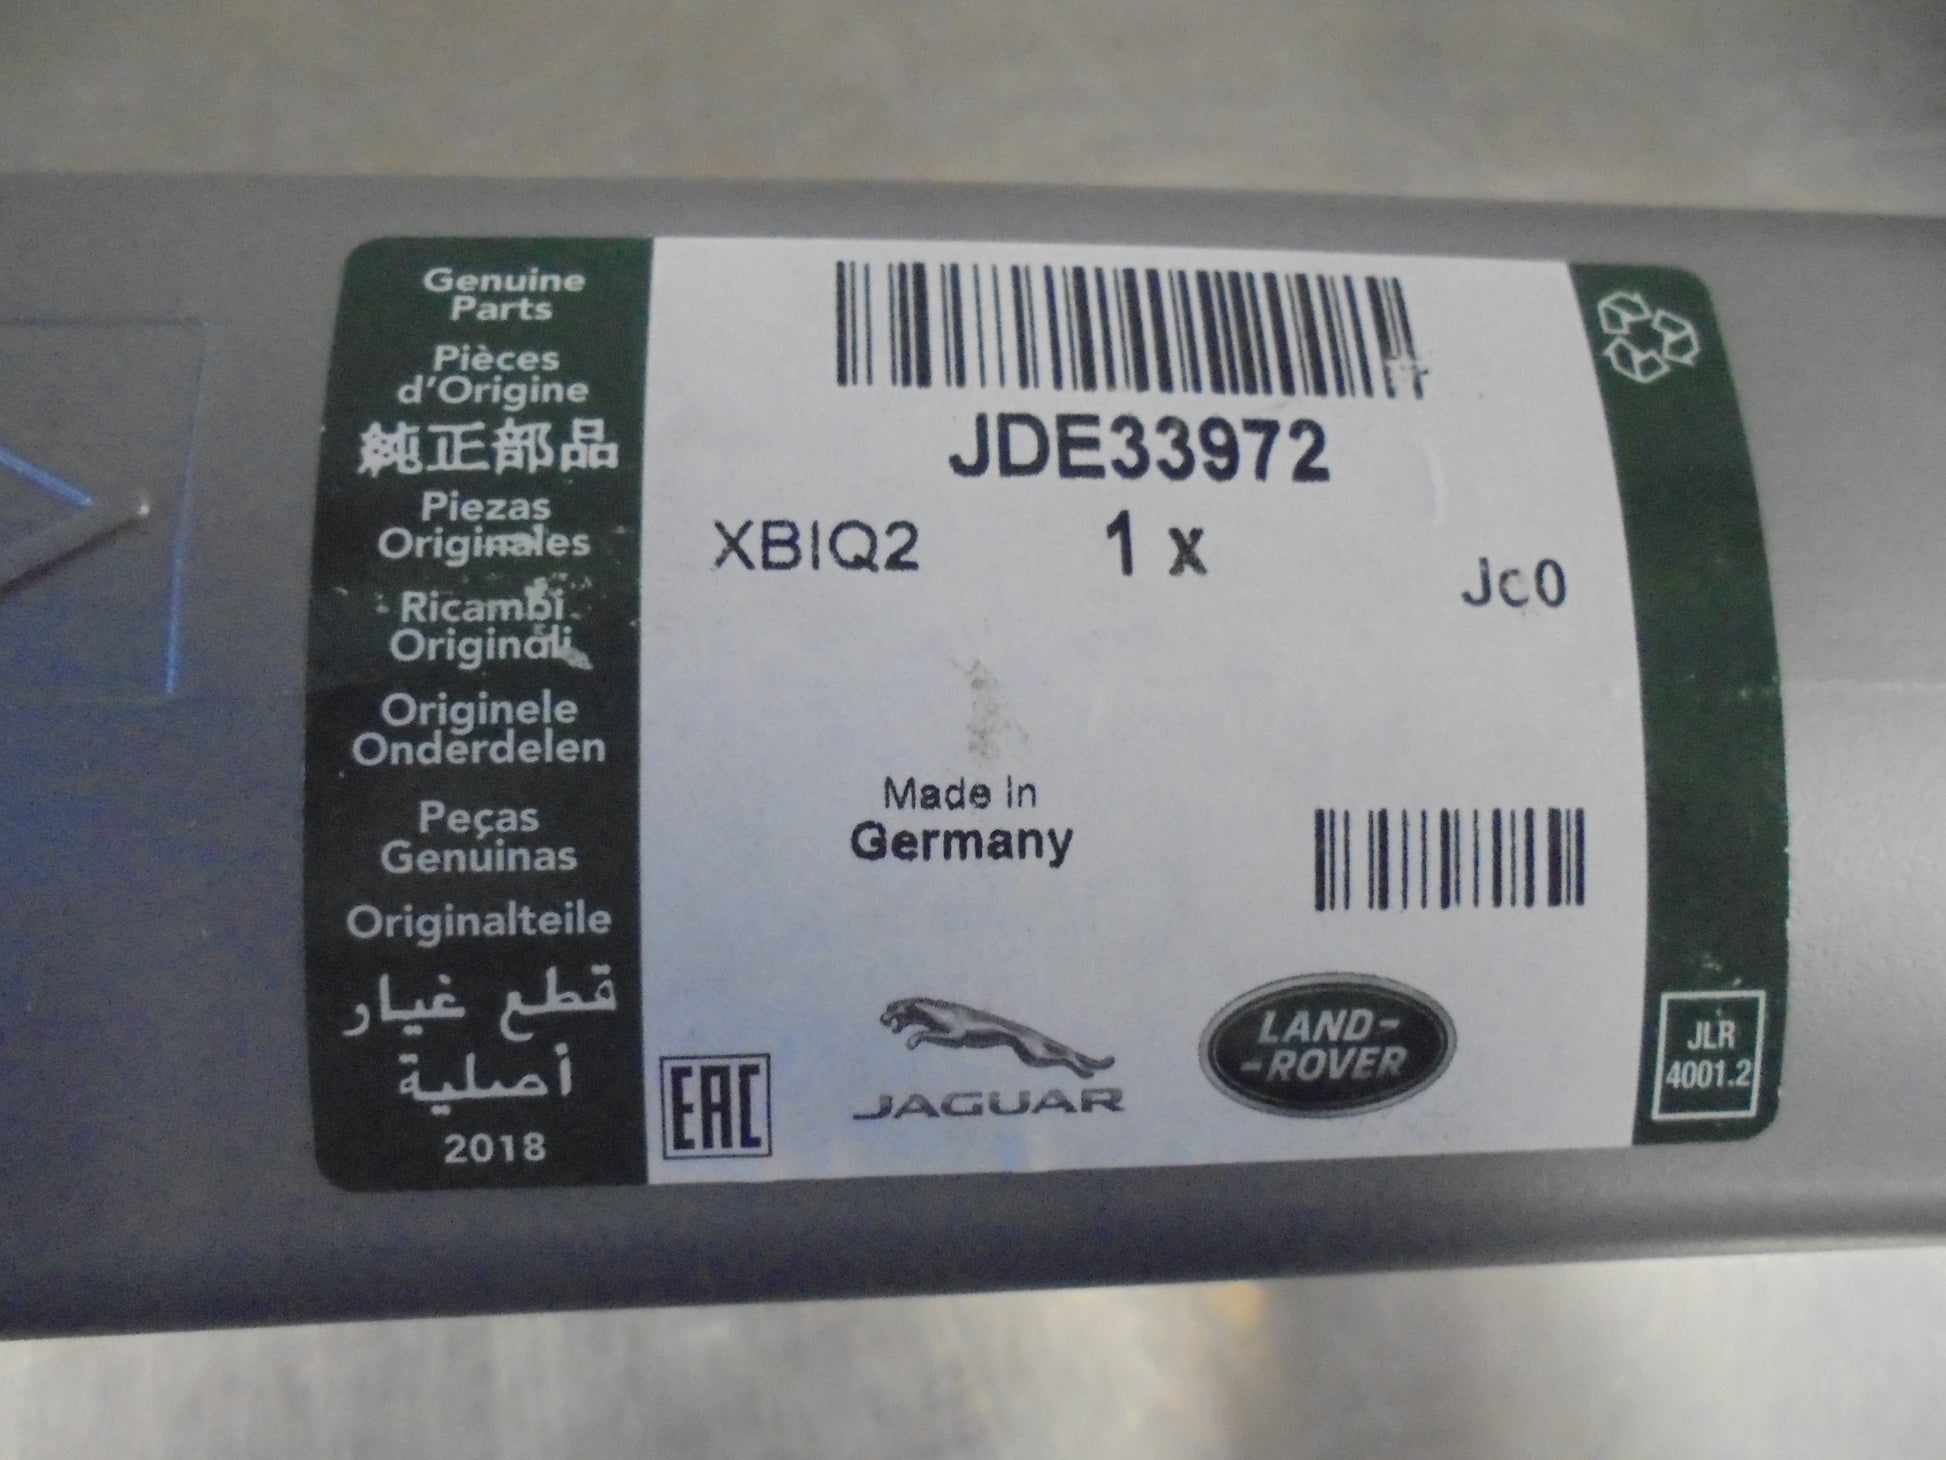 Genuine
Parts
Pièces
d'Origine
純正部品
Piezas
Originales
Ricambi
Originali
Originele
Onderdelen
Peças
Genuinas
Originalteile
قطع غيار
أصلية
2018
JDE33972
XBIQ2 1 x Jc0
Made In
Germany
EAC
JAGUAR
LAND-
-ROVER
JLR
4001.2